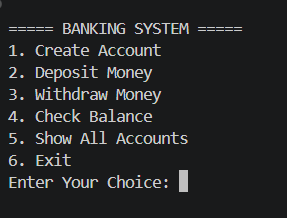 ===== BANKING SYSTEM =====
1. Create Account
2. Deposit Money
3. Withdraw Money
4. Check Balance
5. Show All Accounts
6. Exit
Enter Your Choice: